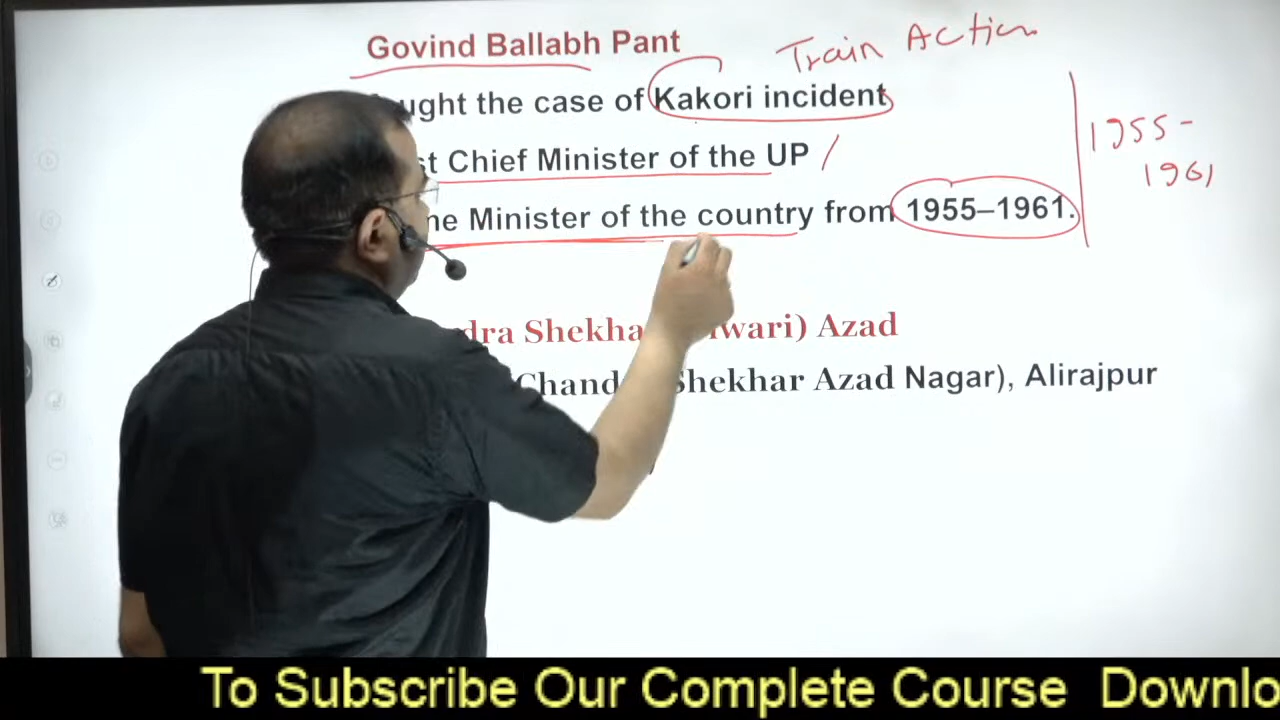 Govind Ballabh Pant
Train Action
ught the case of Kakori incident
st Chief Minister of the UP /
1955-
1961
me Minister of the country from 1955–1961.
dra Shekha wari) Azad
Chand Shekhar Azad Nagar), Alirajpur
To Subscribe Our Complete Course Downlo